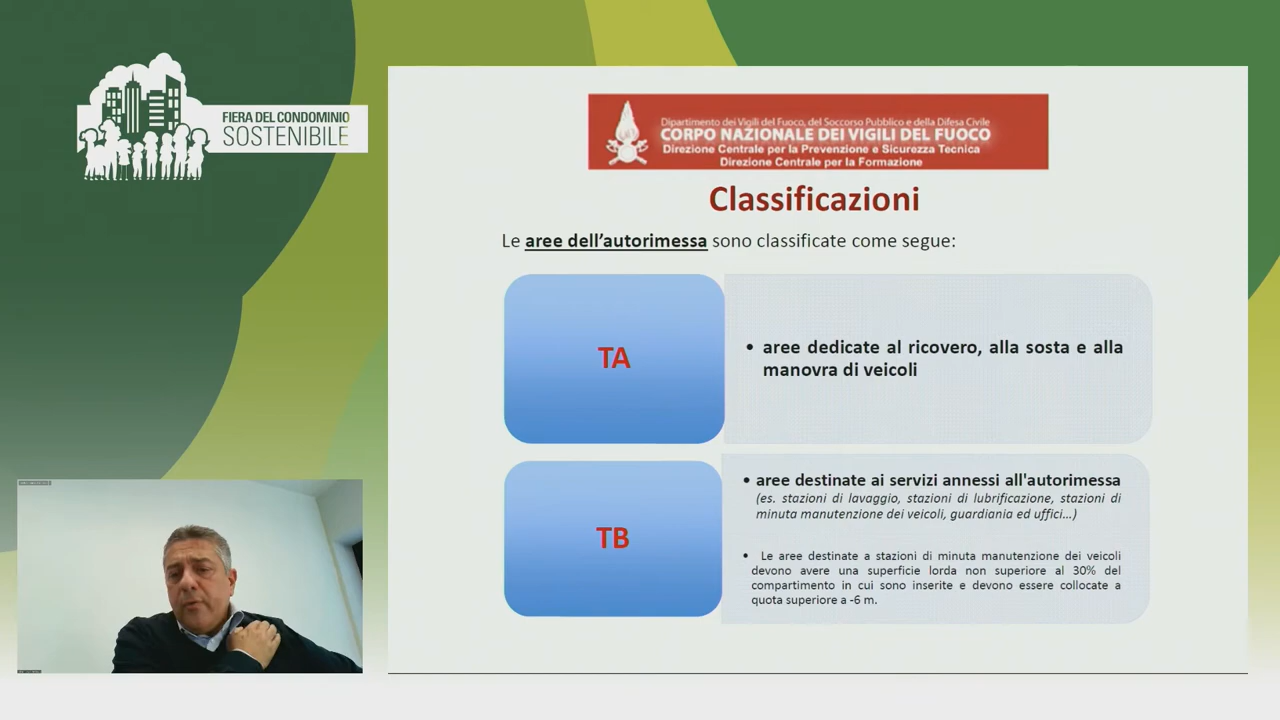 FIERA DEL CONDOMINIO
SOSTENIBILE
Dipartimento dei Vigili del Fuoco, del Soccorso Pubblico e della Difesa Civile
CORPO NAZIONALE DEI VIGILI DEL FUOCO
Direzione Centrale per la Prevenzione e Sicurezza Tecnica
Direzione Centrale per la Formazione
Classificazioni
Le aree dell’autorimessa sono classificate come segue:
TA
• aree dedicate al ricovero, alla sosta e alla
manovra di veicoli
TB
• aree destinate ai servizi annessi all'autorimessa
(es. stazioni di lavaggio, stazioni di lubrificazione, stazioni di
minuta manutenzione dei veicoli, guardiania ed uffici…)
• Le aree destinate a stazioni di minuta manutenzione dei veicoli
devono avere una superficie lorda non superiore al 30% del
compartimento in cui sono inserite e devono essere collocate a
quota superiore a -6 m.